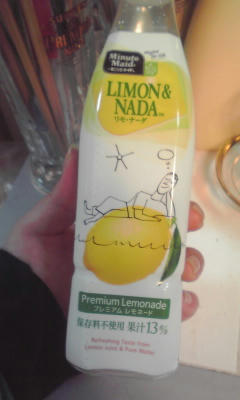 Minute
Maid
LIMON&
NADA™
リモ・ナーダ
Premium Lemonade
プレミアム レモネード
保存料不使用 果汁13%
Refreshing Taste from
Lemon Juice & Pure Water